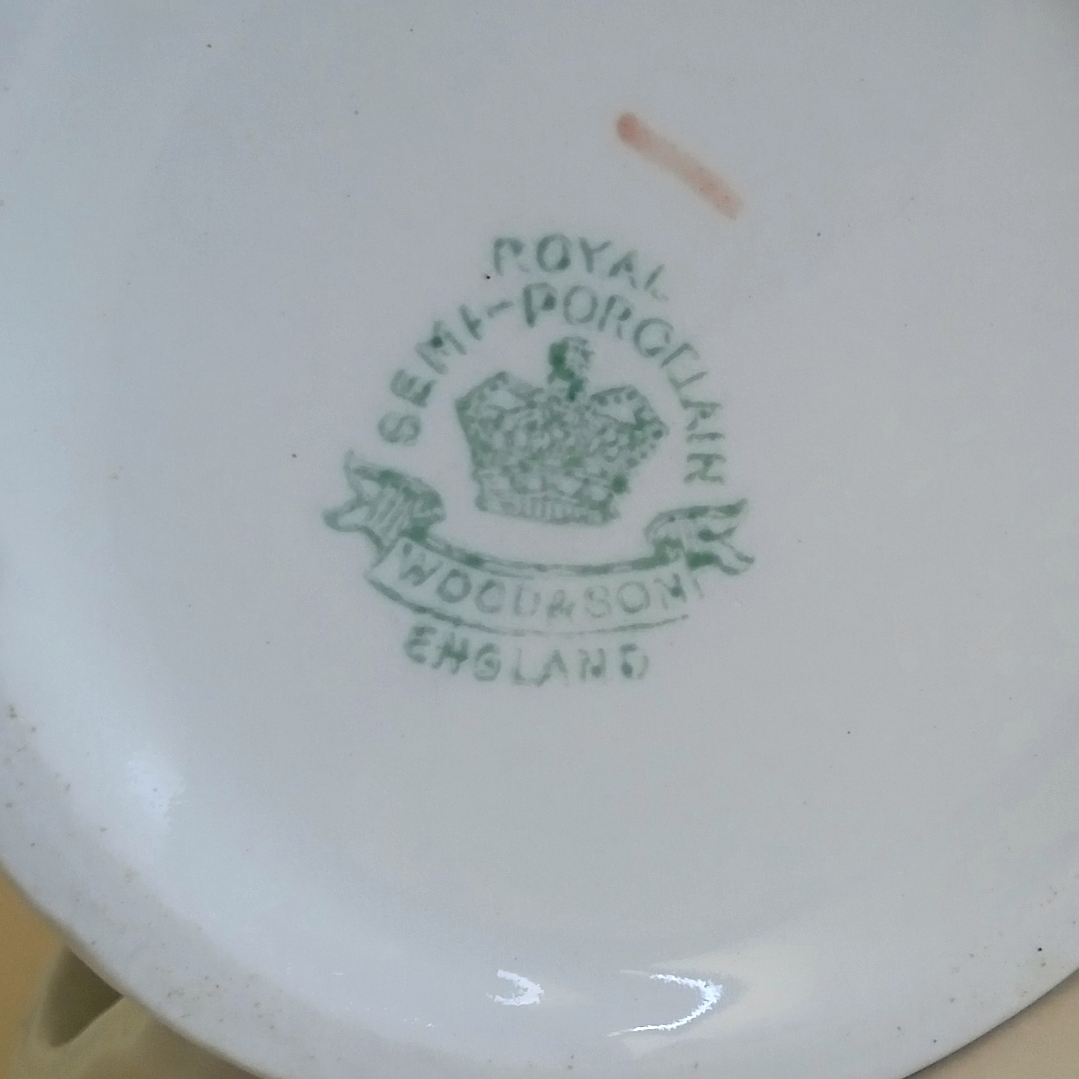 ROYAL
SEMI-PORCELAIN
WOOD & SON
ENGLAND